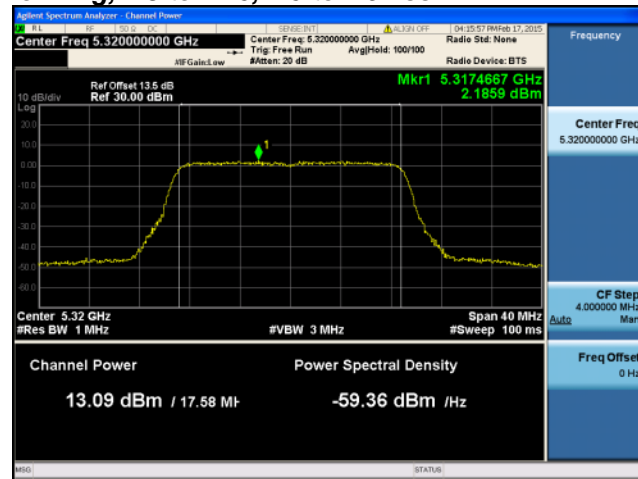 Agilent Spectrum Analyzer - Channel Power
RL RF 50 Ω DC SENSE:INT ALIGN OFF 04:15:57 PM Feb 17, 2015
Center Freq 5.320000000 GHz
Center Freq: 5.320000000 GHz
Radio Std: None
Trig: Free Run Avg|Hold: 100/100
#IFGain:Low #Atten: 20 dB Radio Device: BTS
Mkr1 5.3174667 GHz
2.1859 dBm
Ref Offset 13.5 dB
10 dB/div Ref 30.00 dBm
Log
20.0
10.0
0.00
-10.0
-20.0
-30.0
-40.0
-50.0
-60.0
1
Center 5.32 GHz Span 40 MHz
#Res BW 1 MHz #VBW 3 MHz #Sweep 100 ms
Channel Power Power Spectral Density
13.09 dBm / 17.58 MH -59.36 dBm /Hz
MSG STATUS
Frequency
Center Freq
5.320000000 GHz
CF Step
4.000000 MHz
Auto Man
Freq Offset
0 Hz